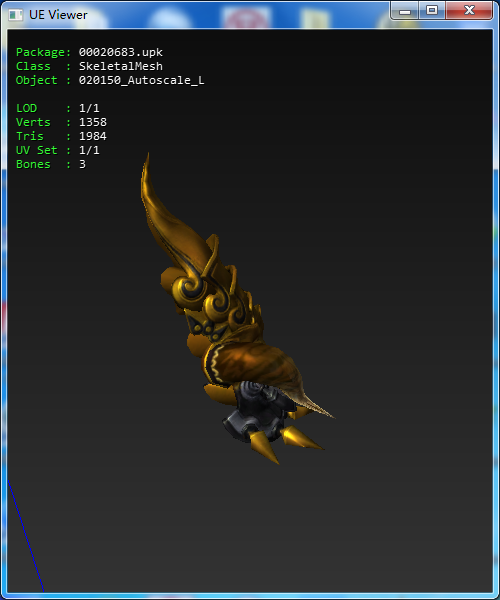 UE Viewer
Package: 00020683.upk
Class : SkeletalMesh
Object : 020150_Autoscale_L
LOD : 1/1
Verts : 1358
Tris : 1984
UV Set : 1/1
Bones : 3